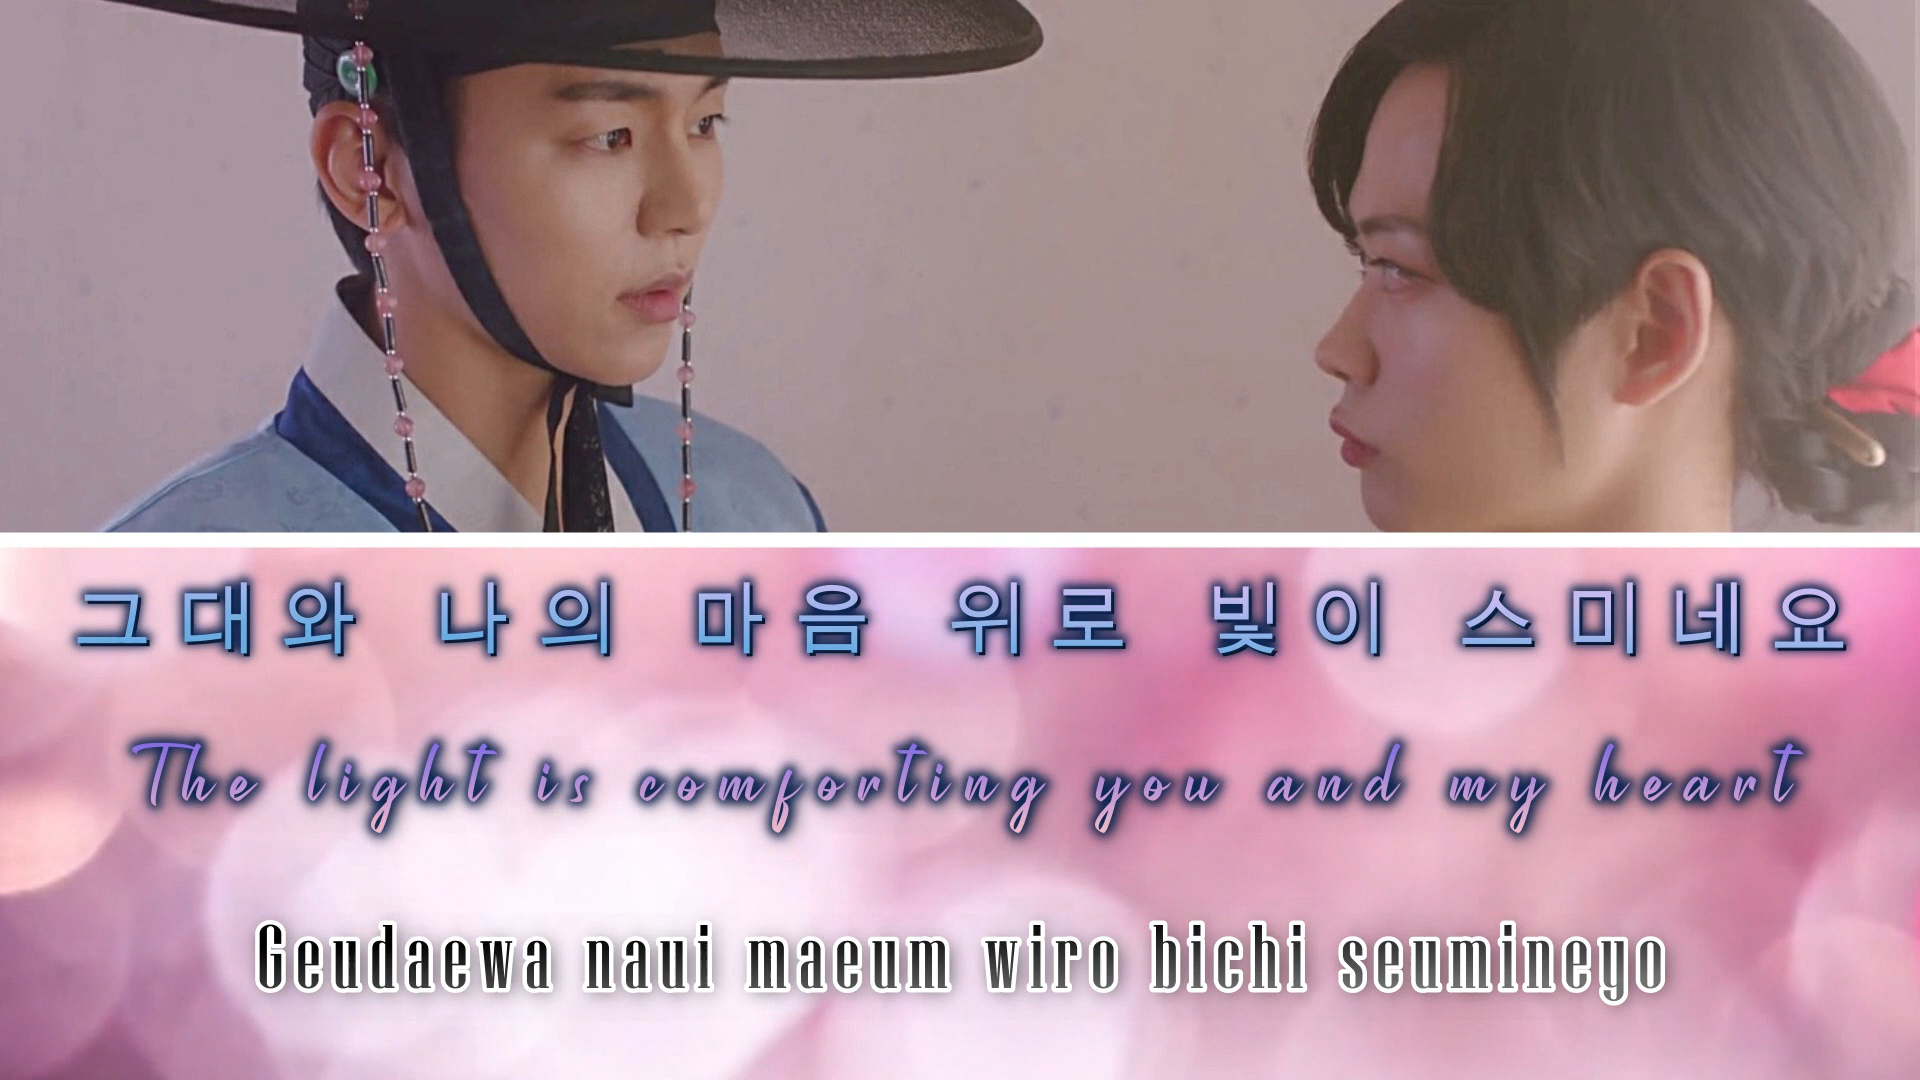 그대와 나의 마음 위로 빛이 스미네요
The light is comforting you and my heart
Geudaewa naui maeum wiro bichi seumineyo